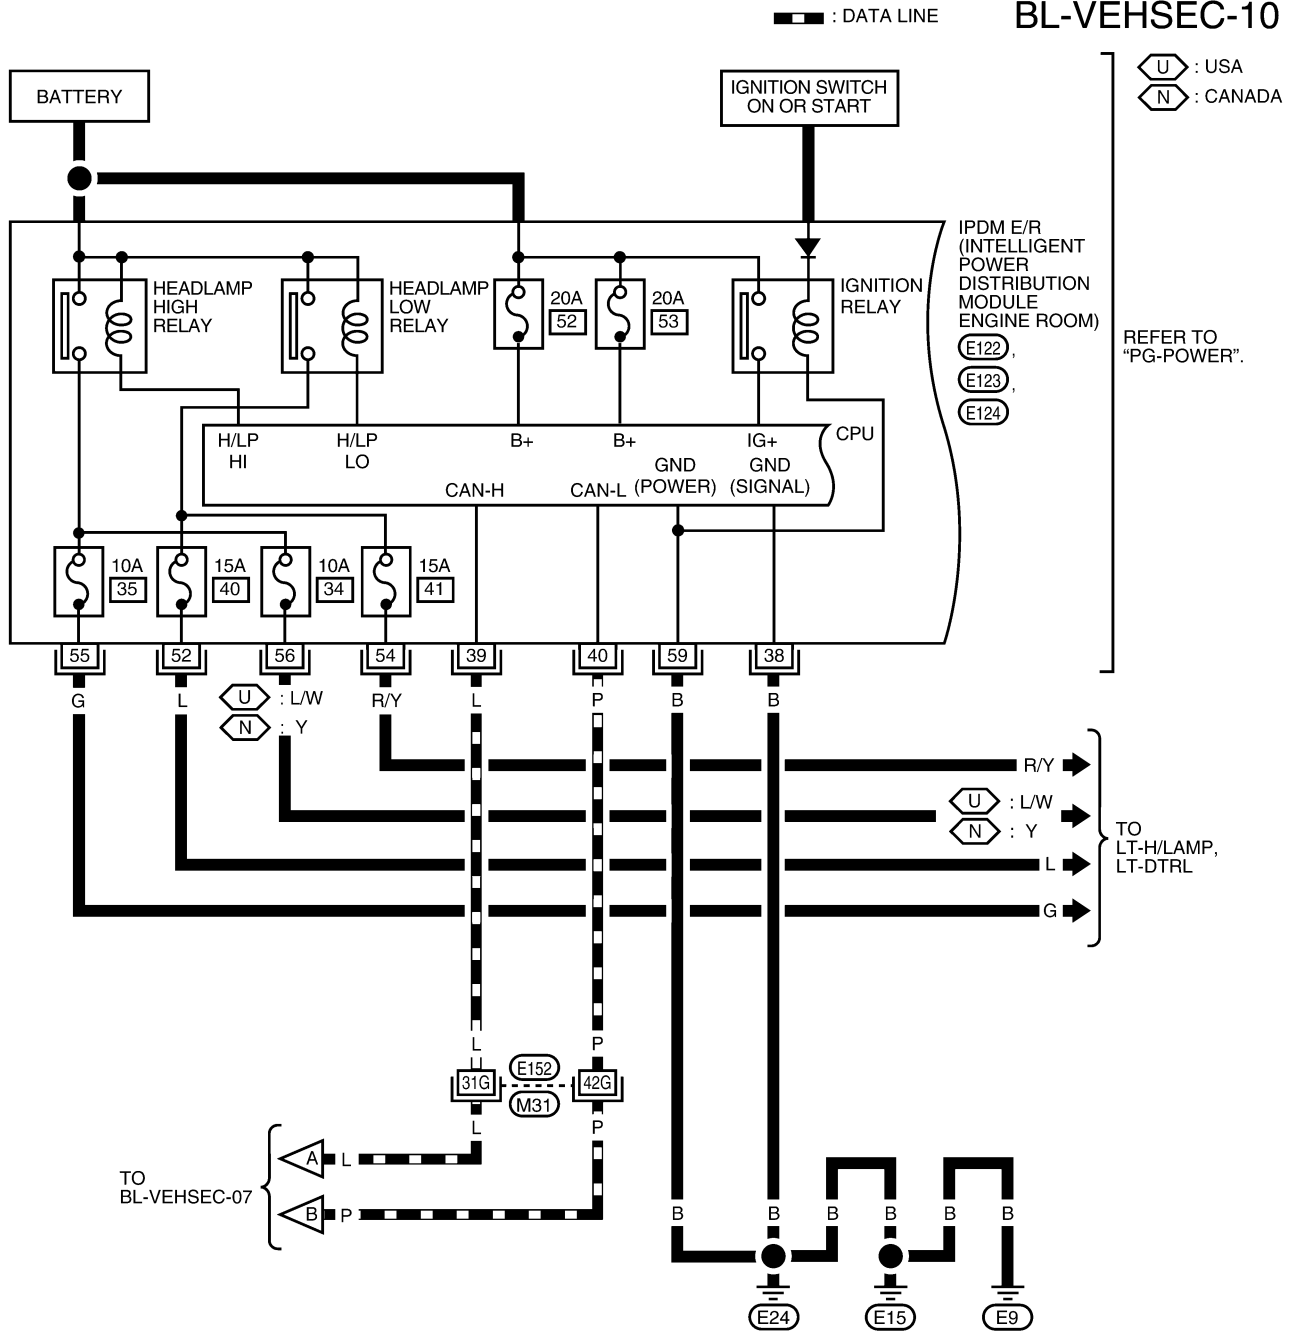 : DATA LINE
BL-VEHSEC-10
U : USA
N : CANADA
BATTERY
IGNITION SWITCH
ON OR START
IPDM E/R
(INTELLIGENT
POWER
DISTRIBUTION
MODULE
ENGINE ROOM)
E122 ,
E123 ,
E124
REFER TO
“PG-POWER”.
HEADLAMP
HIGH
RELAY
HEADLAMP
LOW
RELAY
20A
52
20A
53
IGNITION
RELAY
H/LP
HI
H/LP
LO
B+
B+
IG+
CPU
CAN-H
CAN-L
GND
(POWER)
GND
(SIGNAL)
10A
35
15A
40
10A
34
15A
41
55
52
56
54
39
40
59
38
G
L
U : L/W
N : Y
R/Y
L
P
B
B
R/Y
U : L/W
N : Y
L
G
TO
LT-H/LAMP,
LT-DTRL
L
P
31G
E152
M31
42G
L
P
TO
BL-VEHSEC-07
A L
B P
B
B
B
B
B
B
E24
E15
E9